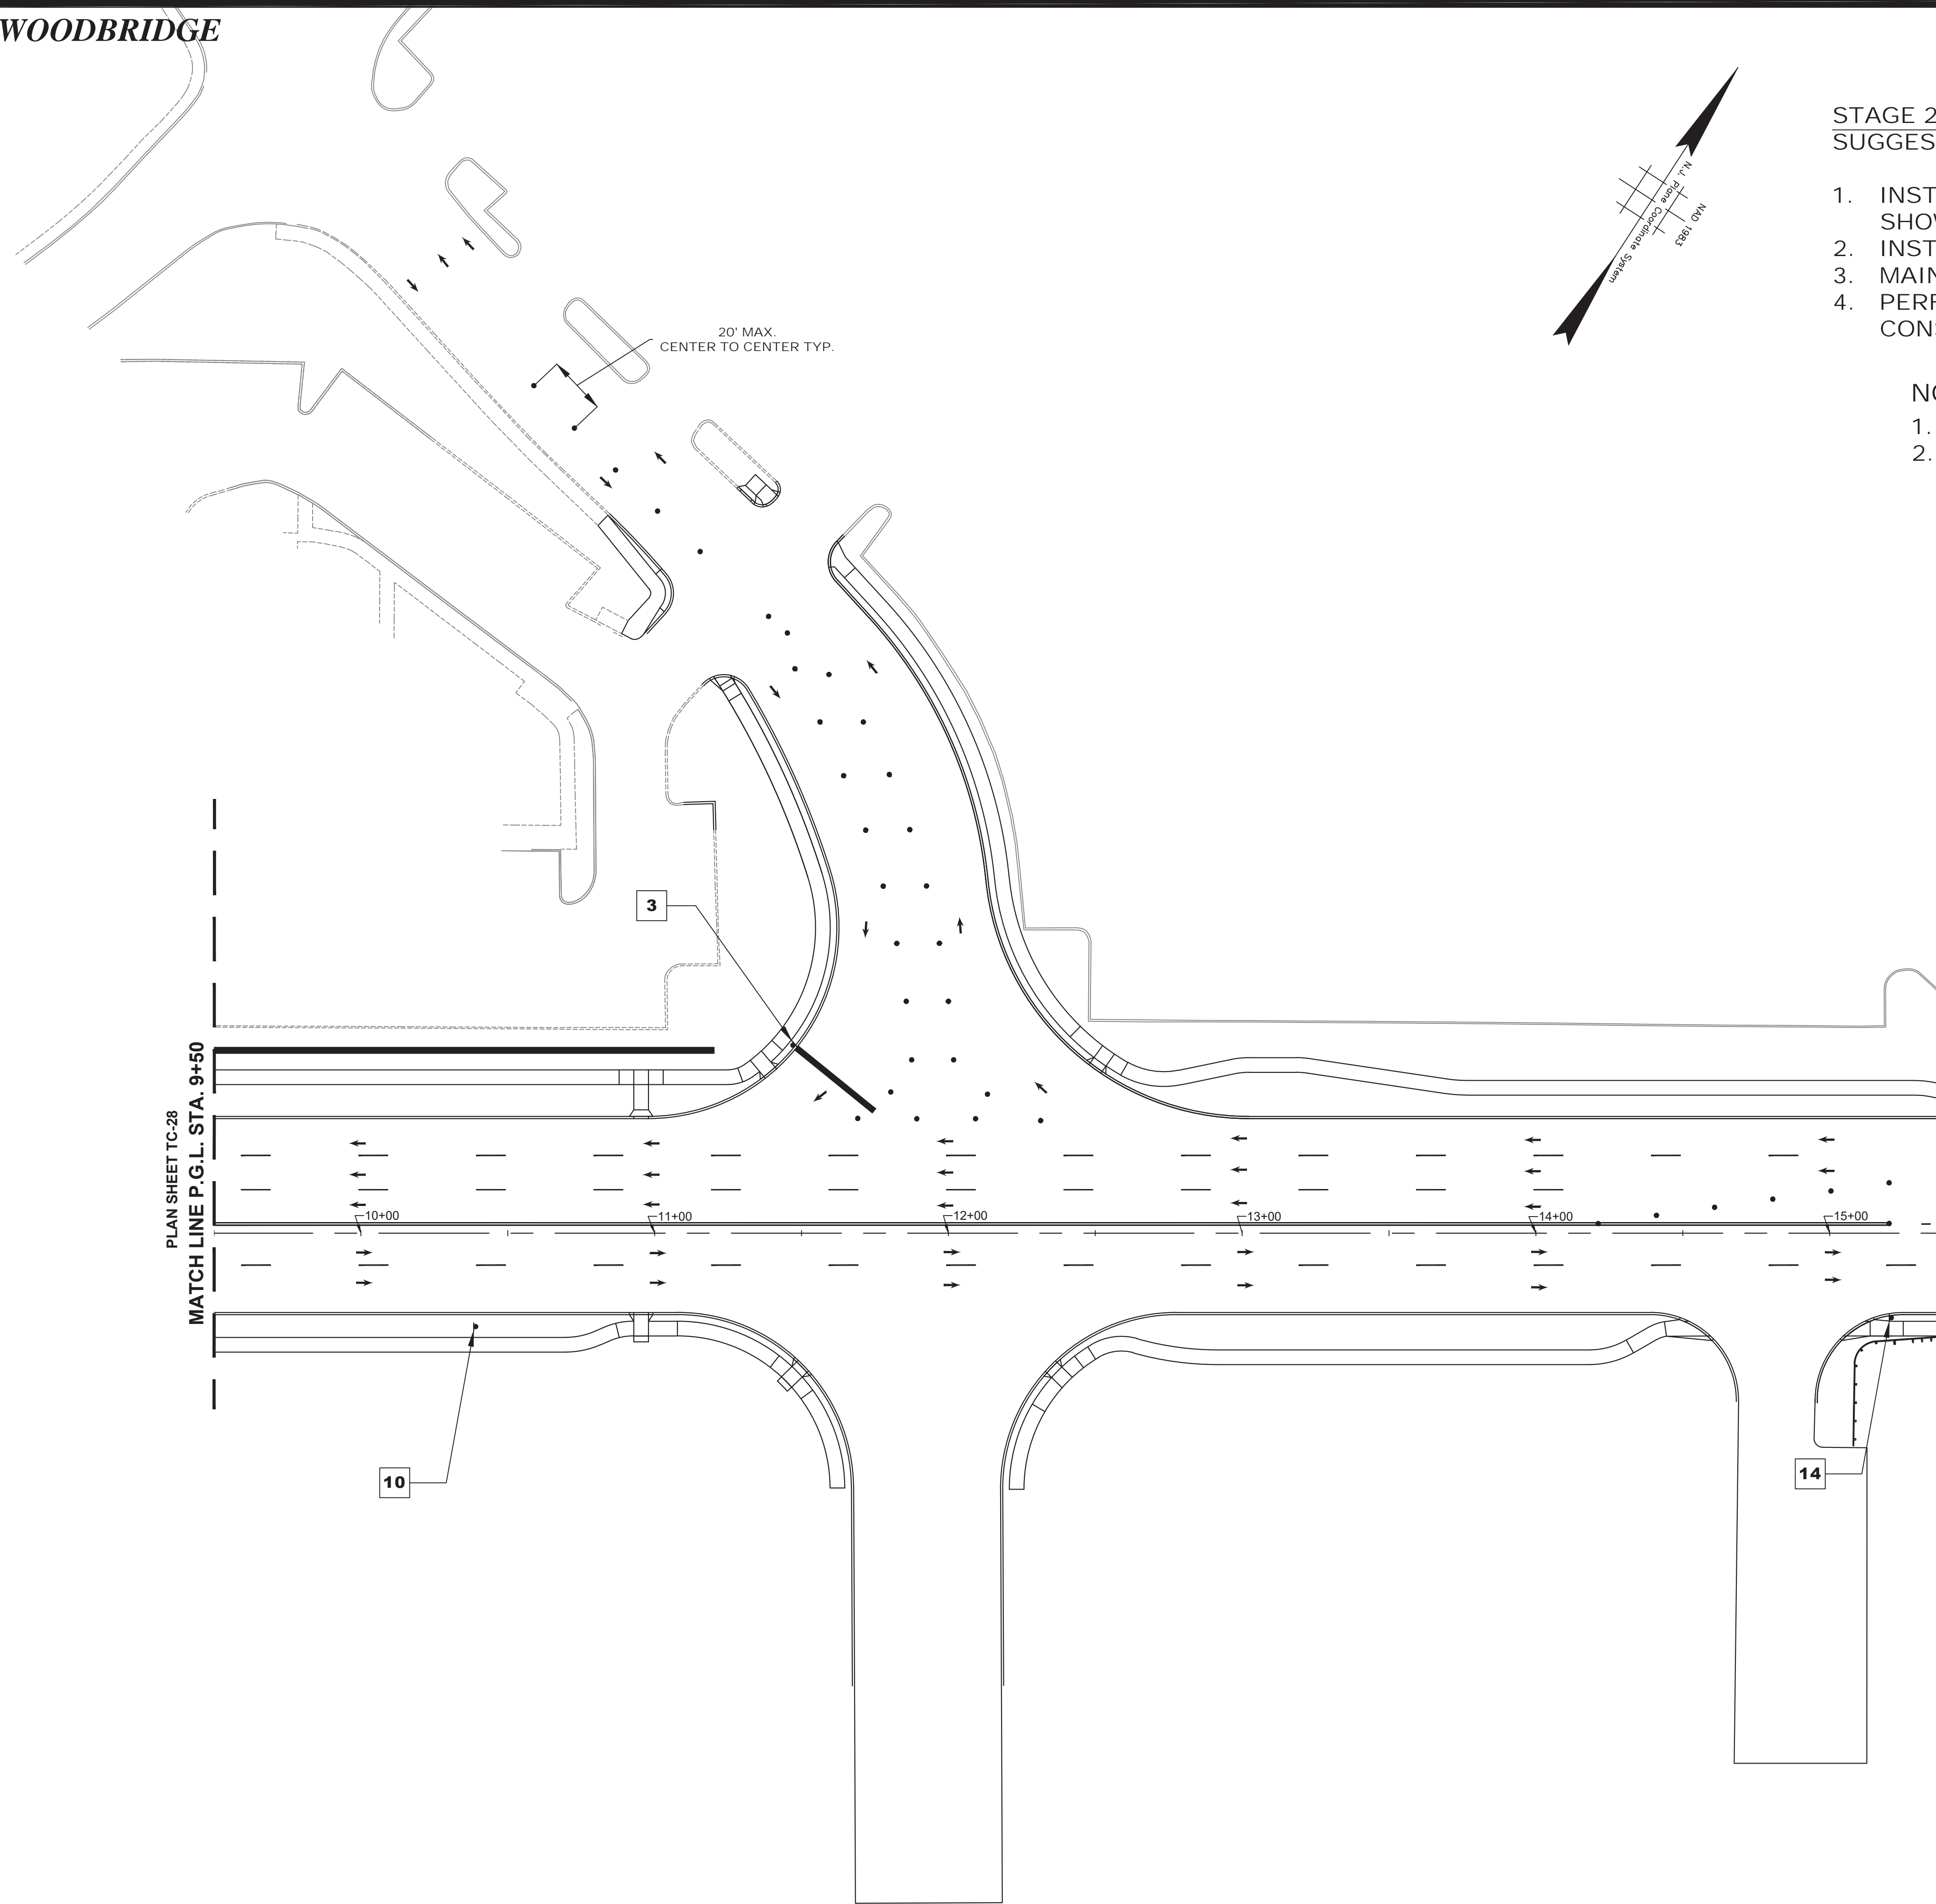 WOODBRIDGE
STAGE 2
SUGGES
1. INST
SHOW
2. INST
3. MAIN
4. PERF
CONS
NO
1.
2.
N.J. Plane Coordinate System
NAD 1983
20' MAX.
CENTER TO CENTER TYP.
3
PLAN SHEET TC-28
MATCH LINE P.G.L. STA. 9+50
10+00
11+00
12+00
13+00
14+00
15+00
10
14